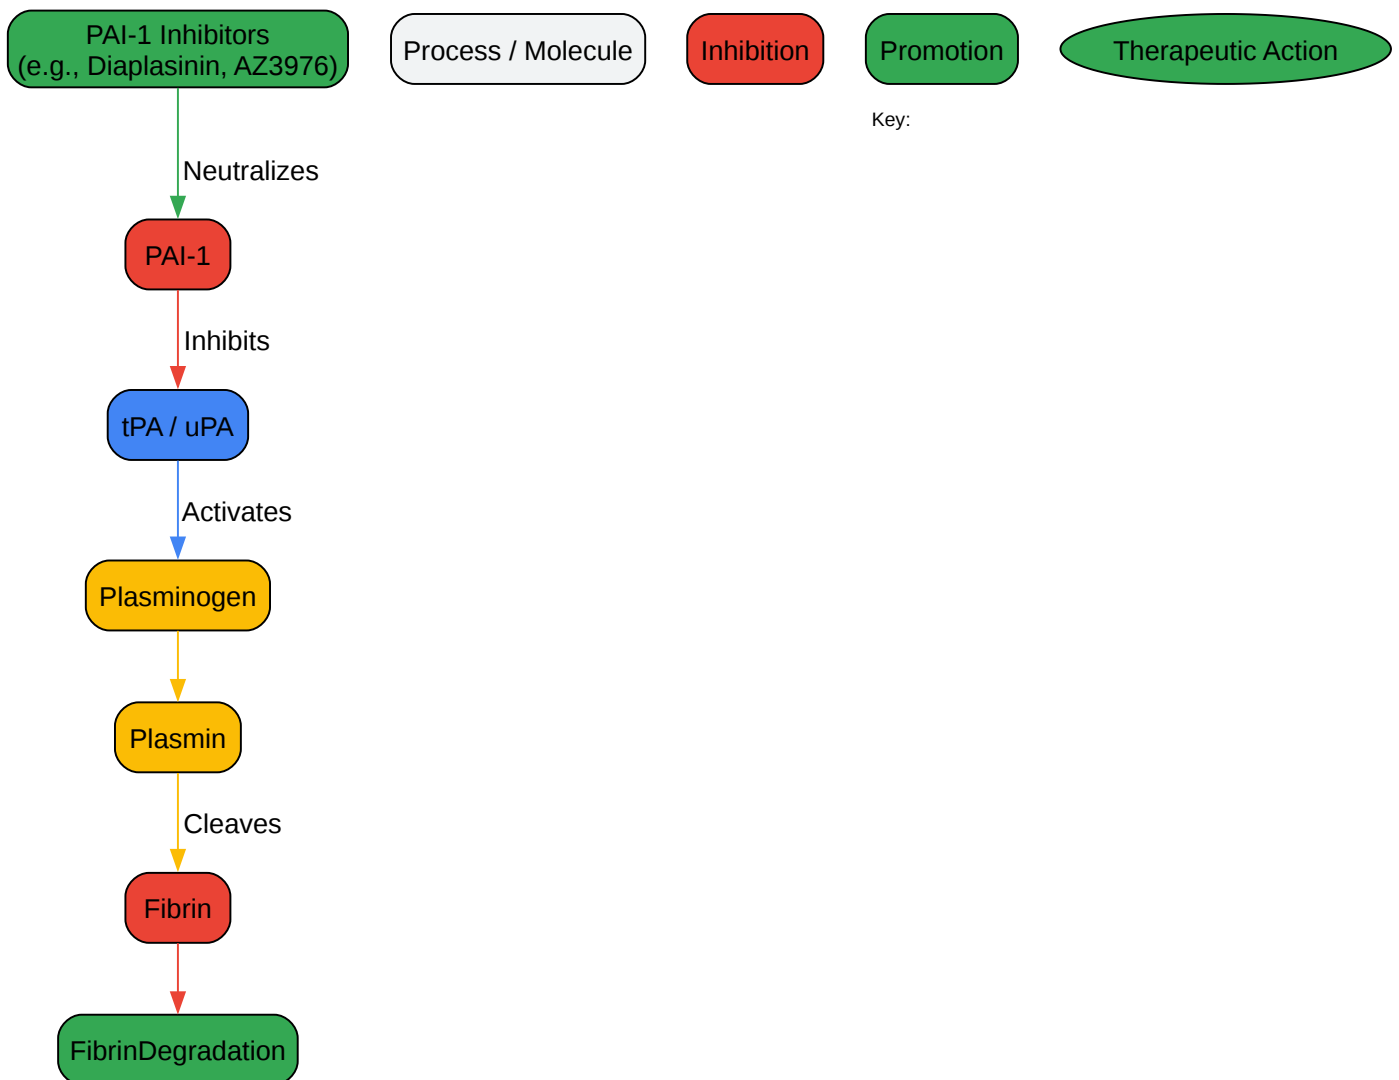 PAI-1 Inhibitors
(e.g., Diaplasinin, AZ3976)
Process / Molecule
Inhibition
Promotion
Therapeutic Action
Key:
Neutralizes
PAI-1
Inhibits
tPA / uPA
Activates
Plasminogen
Plasmin
Cleaves
Fibrin
FibrinDegradation